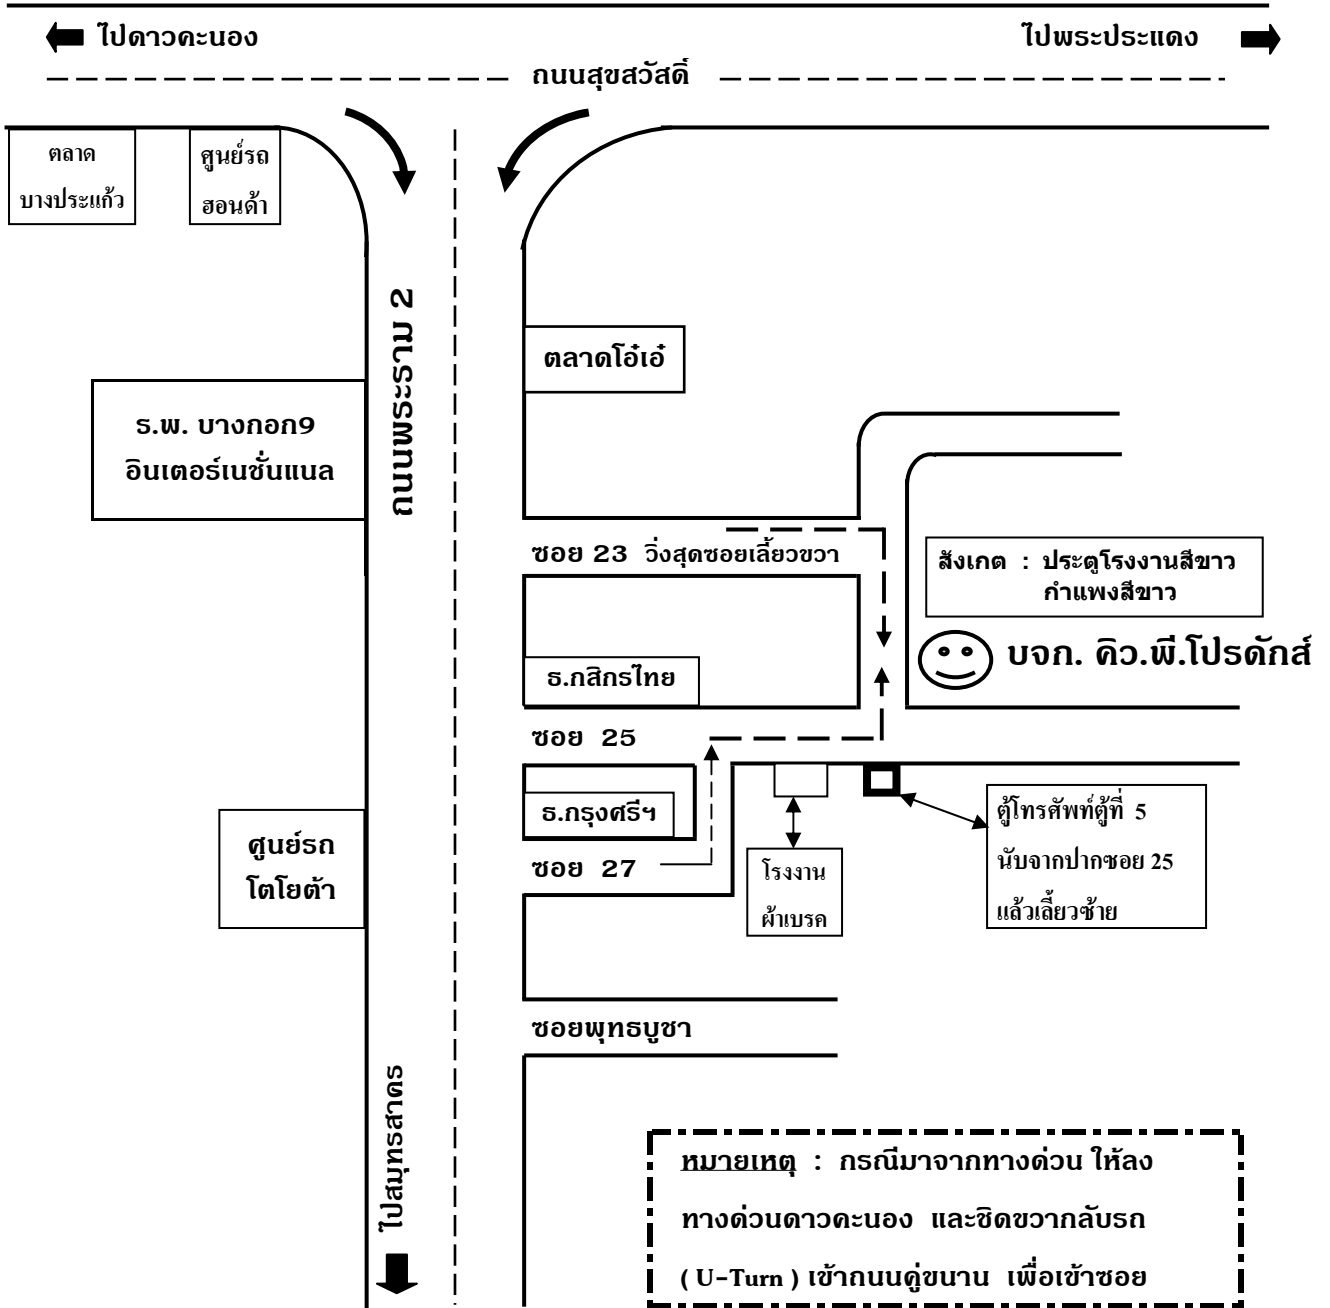 ไปดาวคะนอง
ไปพระประแดง
ถนนสุขสวัสดิ์
ตลาด
บางประแก้ว
ศูนย์รถ
ฮอนด้า
ถนนพระราม 2
ตลาดโอ๋เอ๋
ร.พ. บางกอก9
อินเตอร์เนชั่นแนล
ซอย 23 วิ่งสุดซอยเลี้ยวขวา
สังเกต : ประตูโรงงานสีขาว
กำแพงสีขาว
บจก. คิว.พี.โปรดักส์
ธ.กสิกรไทย
ซอย 25
ธ.กรุงศรีฯ
ศูนย์รถ
โตโยต้า
ซอย 27
โรงงาน
ผ้าเบรค
ตู้โทรศัพท์ตู้ที่ 5
นับจากปากซอย 25
แล้วเลี้ยวซ้าย
ซอยพุทธบูชา
ไปสมุทรสาคร
หมายเหตุ : กรณีมาจากทางด่วน ให้ลง
ทางด่วนดาวคะนอง และชิดขวากลับรถ
( U-Turn ) เข้าถนนคู่ขนาน เพื่อเข้าซอย